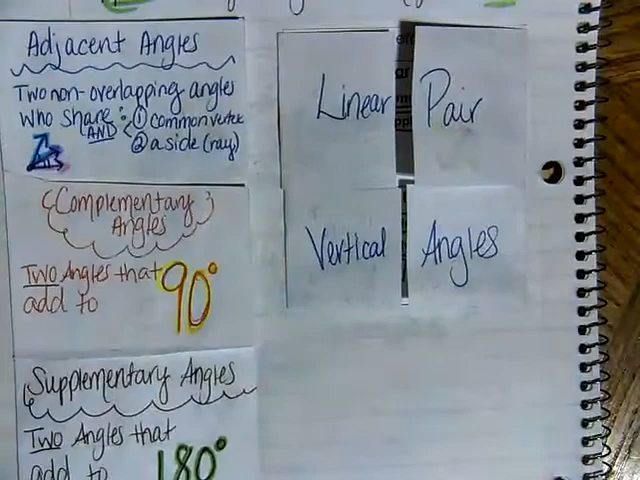 Adjacent Angles
Two non-overlapping angles
who share: ① common vertex
AND
② a side (ray)
Complementary
Angles
Two Angles that
add to 90°
Supplementary Angles
Two Angles that
add to 180°
Linear Pair
Vertical Angles